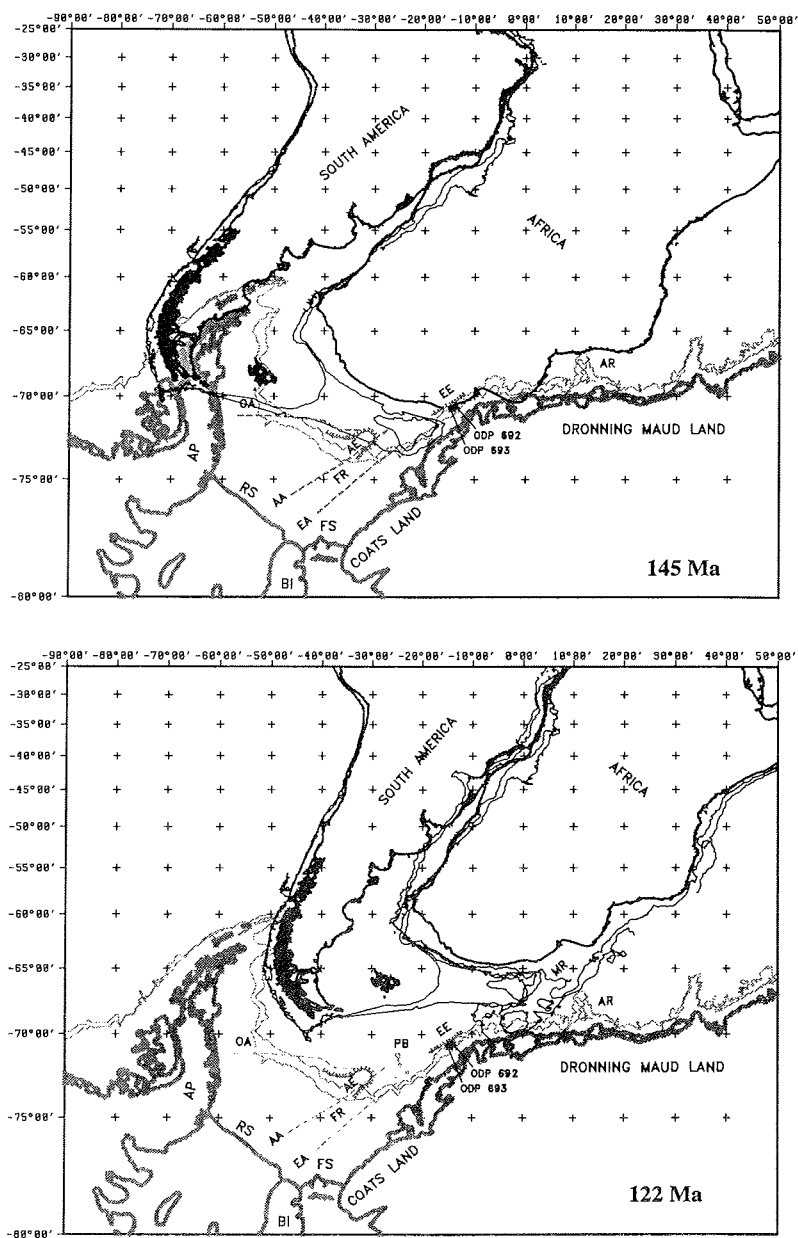 -90°00' -80°00' -70°00' -60°00' -50°00' -40°00' -30°00' -20°00' -10°00' 0°00' 10°00' 20°00' 30°00' 40°00' 50°00'
-25°00'
-30°00'
-35°00'
-40°00'
-45°00'
-50°00'
-55°00'
-60°00'
-65°00'
-70°00'
-75°00'
-80°00'
SOUTH AMERICA
AFRICA
AR
EE
OA
ODP 692
DRONNING MAUD LAND
ODP 693
AE
AP
FR
RS
AA
EA
FS
COATS LAND
BI
145 Ma
-90°00' -80°00' -70°00' -60°00' -50°00' -40°00' -30°00' -20°00' -10°00' 0°00' 10°00' 20°00' 30°00' 40°00' 50°00'
-25°00'
-30°00'
-35°00'
-40°00'
-45°00'
-50°00'
-55°00'
-60°00'
-65°00'
-70°00'
-75°00'
-80°00'
SOUTH AMERICA
AFRICA
MR
AR
EE
OA
PB
ODP 692
DRONNING MAUD LAND
ODP 693
AE
AP
FR
RS
AA
EA
FS
COATS LAND
BI
122 Ma